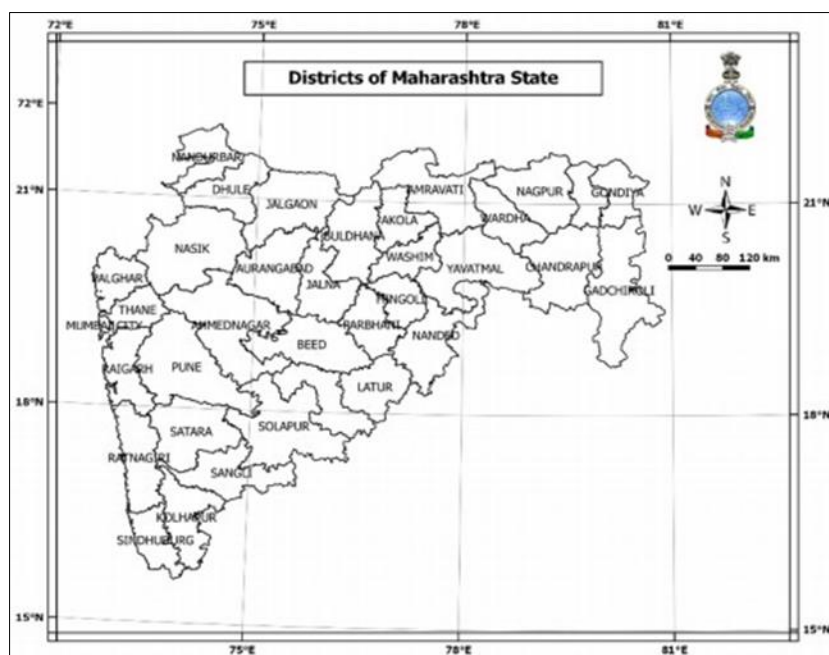 72°E 75°E 78°E 81°E
Districts of Maharashtra State
72°E
NANDURBAR
21°N DHULE JALGAON AMRAVATI NAGPUR GONDIYA 21°N
N
W E
S
AKOLA WARDHA
NASIK BULDHANA
WASHIM
AURANGABAD YAVATMAL CHANDRAPUR
0 40 80 120 km
PALGHAR JALNA HINGOLI GADCHIROLI
THANE
MUMBAI CITY AHMEDNAGAR PARBHANI
BEED NANDED
RAIGARH PUNE
LATUR
18°N 18°N
SATARA SOLAPUR
RATNAGIRI
SANGLI
KOLHAPUR
SINDHUDURG
15°N 15°N
75°E 78°E 81°E